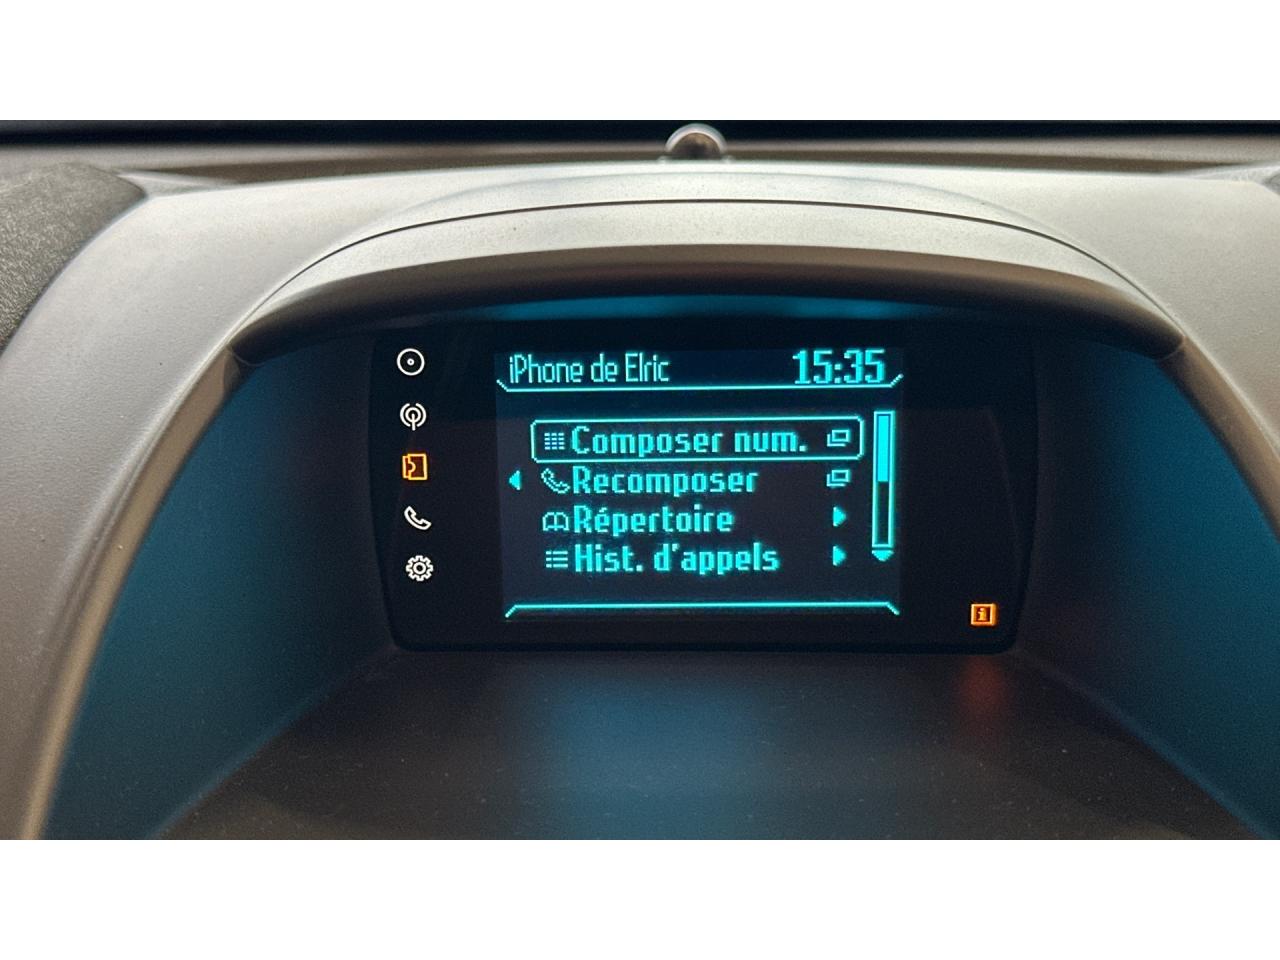 iPhone de Elric 15:35
Composer num.
Recomposer
Répertoire
Hist. d'appels